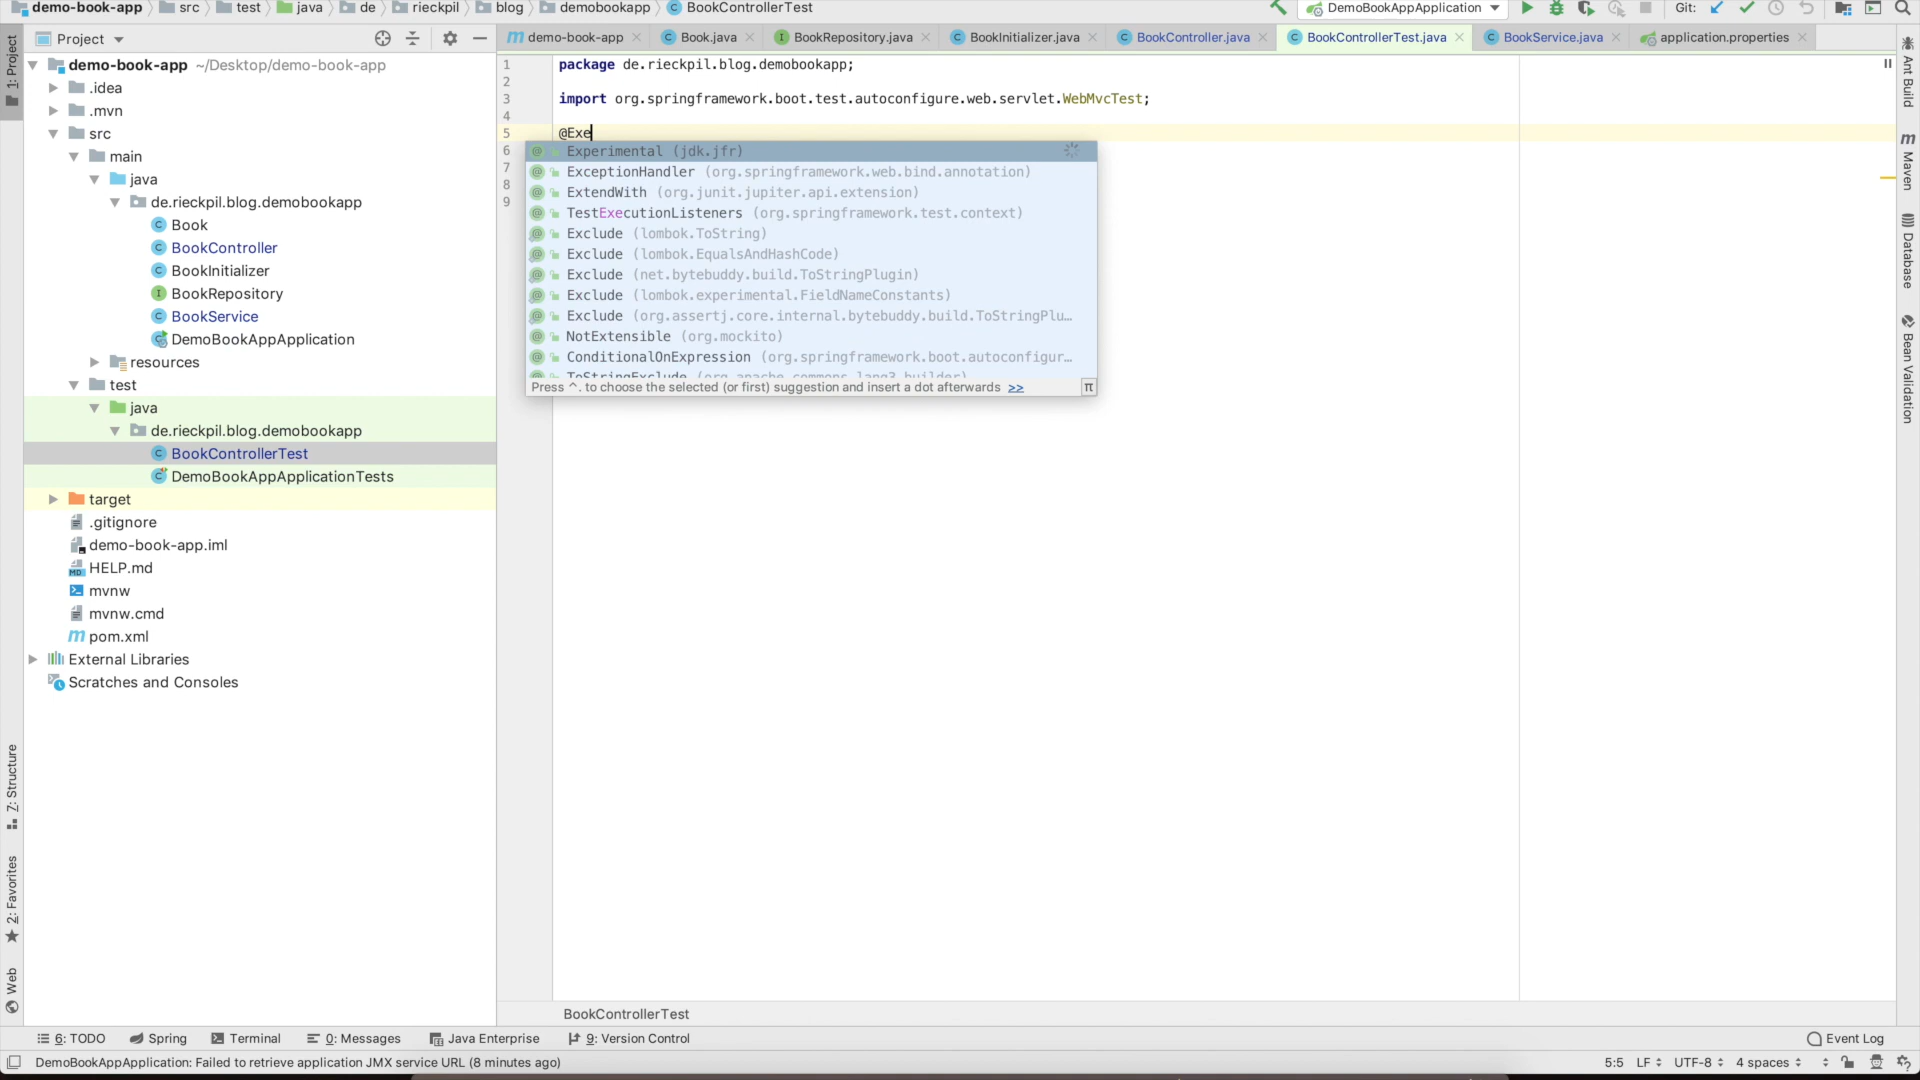 demo-book-app src test java de rieckpil blog demobookapp BookControllerTest DemoBookAppApplication Git:
1: Project
Project
demo-book-app × Book.java × BookRepository.java × BookInitializer.java × BookController.java × BookControllerTest.java × BookService.java × application.properties ×
demo-book-app ~/Desktop/demo-book-app
.idea
.mvn
src
main
java
de.rieckpil.blog.demobookapp
Book
BookController
BookInitializer
BookRepository
BookService
DemoBookAppApplication
resources
test
java
de.rieckpil.blog.demobookapp
BookControllerTest
DemoBookAppApplicationTests
target
.gitignore
demo-book-app.iml
HELP.md
mvnw
mvnw.cmd
pom.xml
External Libraries
Scratches and Consoles
1 package de.rieckpil.blog.demobookapp;
2
3 import org.springframework.boot.test.autoconfigure.web.servlet.WebMvcTest;
4
5 @Exe
6
7
8
9
Experimental (jdk.jfr)
ExceptionHandler (org.springframework.web.bind.annotation)
ExtendWith (org.junit.jupiter.api.extension)
TestExecutionListeners (org.springframework.test.context)
Exclude (lombok.ToString)
Exclude (lombok.EqualsAndHashCode)
Exclude (net.bytebuddy.build.ToStringPlugin)
Exclude (lombok.experimental.FieldNameConstants)
Exclude (org.assertj.core.internal.bytebuddy.build.ToStringPlu…
NotExtensible (org.mockito)
ConditionalOnExpression (org.springframework.boot.autoconfigur…
ToStringExclude (org.apache.commons.lang3.builder)
Press ^. to choose the selected (or first) suggestion and insert a dot afterwards >> π
Ant Build
Maven
Database
Bean Validation
Z: Structure
2: Favorites
Web
BookControllerTest
6: TODO Spring Terminal 0: Messages Java Enterprise 9: Version Control Event Log
DemoBookAppApplication: Failed to retrieve application JMX service URL (8 minutes ago) 5:5 LF UTF-8 4 spaces